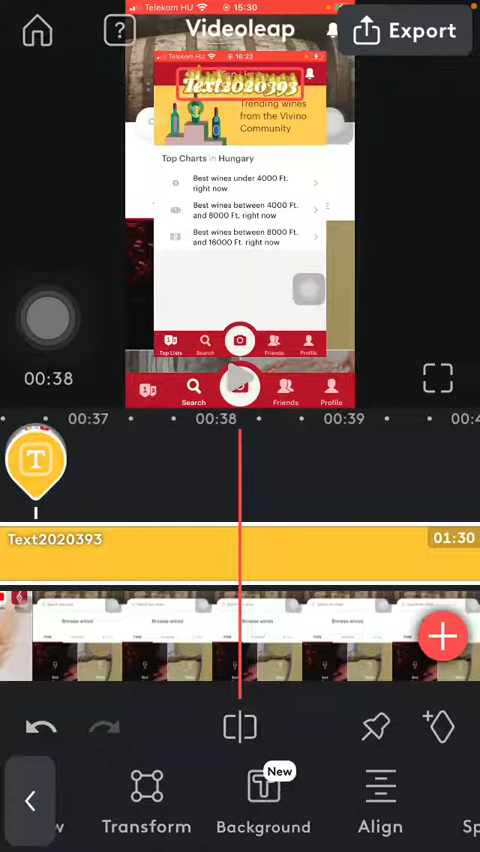 Telekom HU 15:30
Videoleap
Export
Telekom HU 16:22
Text2020393
Trending wines
from the Vivino
Community
Top Charts in Hungary
Best wines under 4000 Ft.
right now
Best wines between 4000 Ft.
and 8000 Ft. right now
Best wines between 8000 Ft.
and 16000 Ft. right now
Top Lists
Search
Friends
Profile
00:38
Search
Friends
Profile
00:37
00:38
00:39
T
Text2020393
01:30
Browse wines
Browse wines
Browse wines
Browse wines
Browse wines
New
Transform
Background
Align